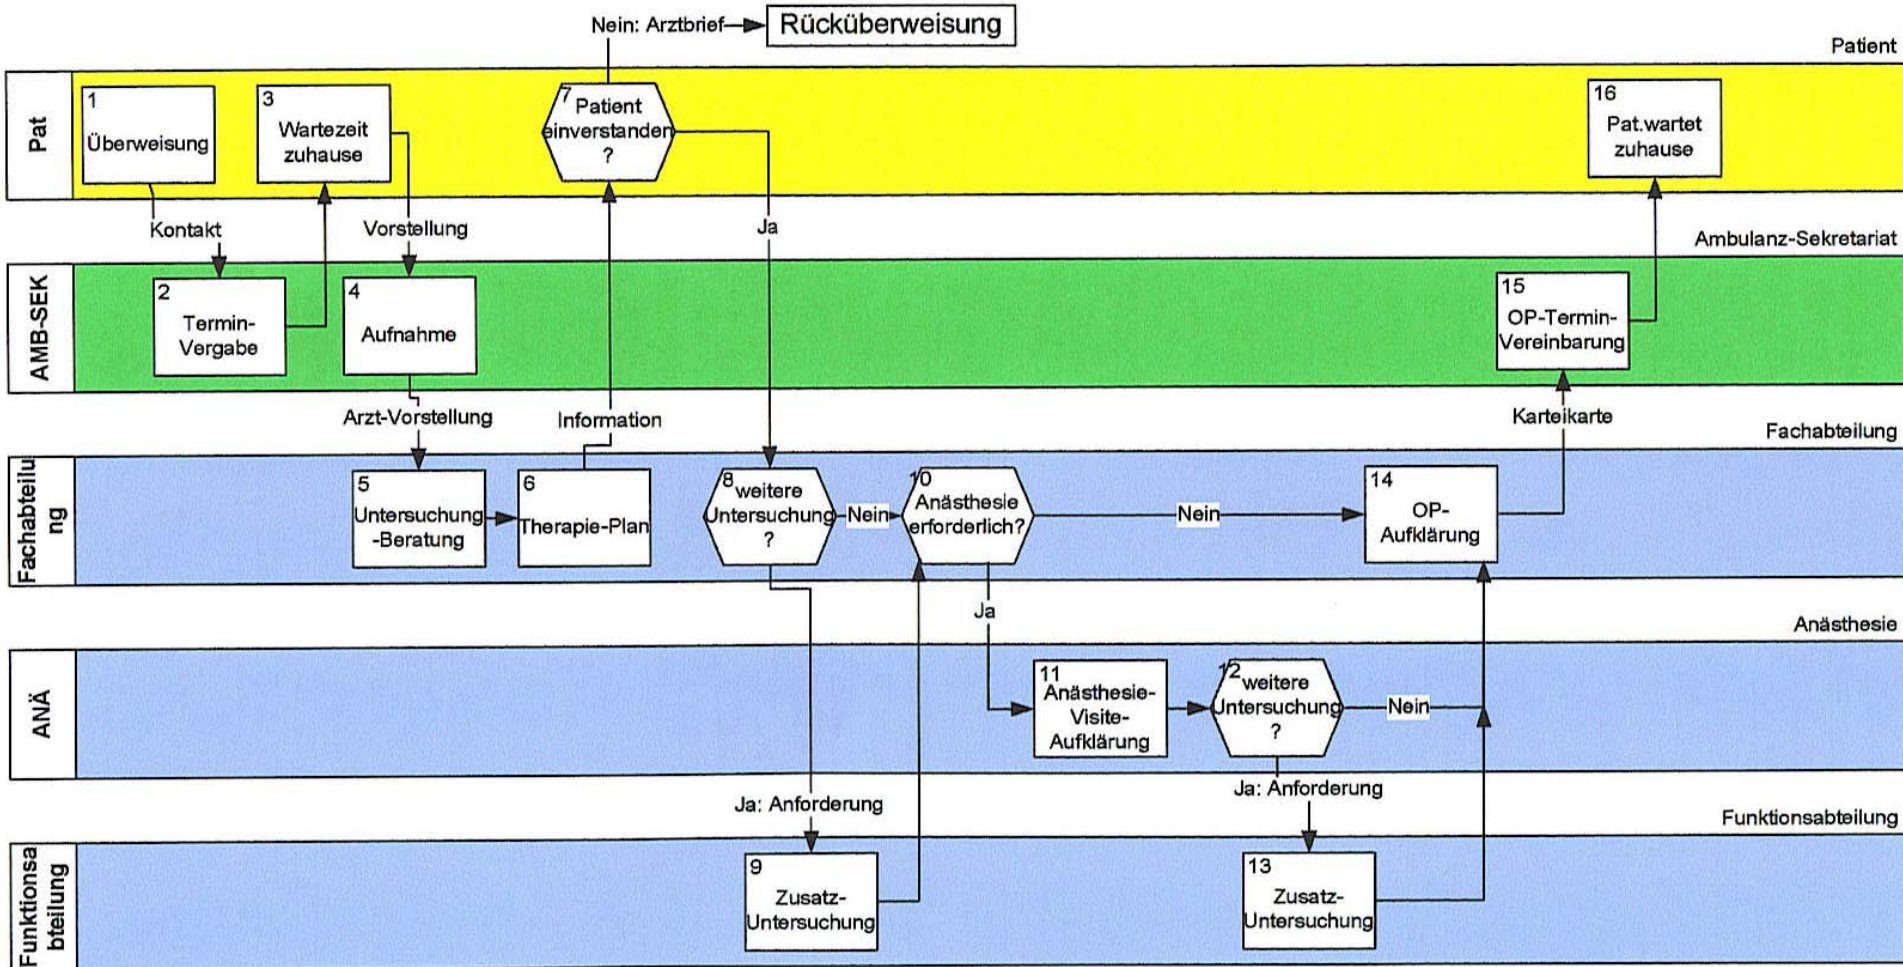 Nein: Arztbrief
Rücküberweisung
Patient
Pat
1
Überweisung
3
Wartezeit
zuhause
7
Patient
einverstanden
?
16
Pat.wartet
zuhause
Kontakt
Vorstellung
Ja
Ambulanz-Sekretariat
AMB-SEK
2
Termin-
Vergabe
4
Aufnahme
15
OP-Termin-
Vereinbarung
Arzt-Vorstellung
Information
Karteikarte
Fachabteilung
Fachabteilu
ng
5
Untersuchung
-Beratung
6
Therapie-Plan
8
weitere
Untersuchung
?
Nein
10
Anästhesie
erforderlich?
Nein
14
OP-
Aufklärung
Ja
Anästhesie
ANÄ
11
Anästhesie-
Visite-
Aufklärung
12
weitere
Untersuchung
?
Nein
Ja: Anforderung
Ja: Anforderung
Funktionsabteilung
Funktionsa
bteilung
9
Zusatz-
Untersuchung
13
Zusatz-
Untersuchung